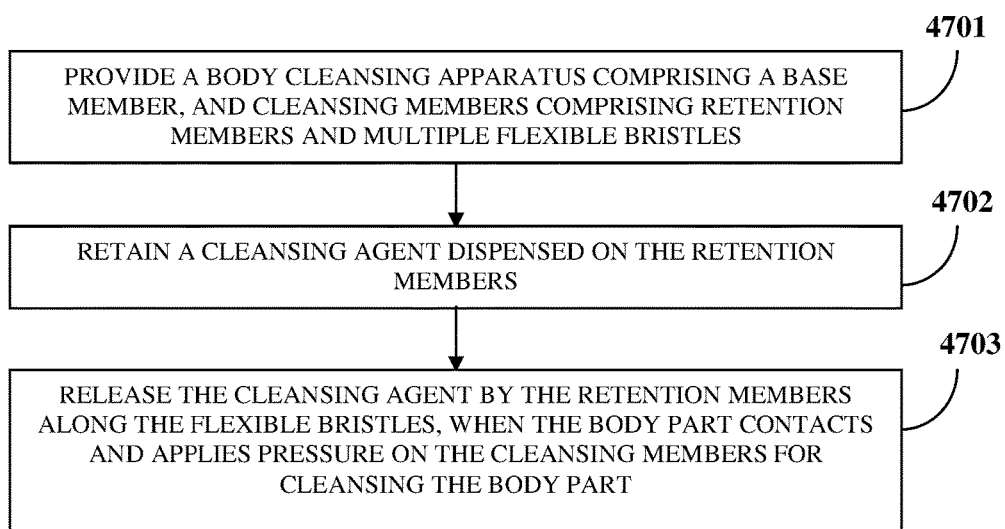 4701
PROVIDE A BODY CLEANSING APPARATUS COMPRISING A BASE
MEMBER, AND CLEANSING MEMBERS COMPRISING RETENTION
MEMBERS AND MULTIPLE FLEXIBLE BRISTLES
4702
RETAIN A CLEANSING AGENT DISPENSED ON THE RETENTION
MEMBERS
4703
RELEASE THE CLEANSING AGENT BY THE RETENTION MEMBERS
ALONG THE FLEXIBLE BRISTLES, WHEN THE BODY PART CONTACTS
AND APPLIES PRESSURE ON THE CLEANSING MEMBERS FOR
CLEANSING THE BODY PART